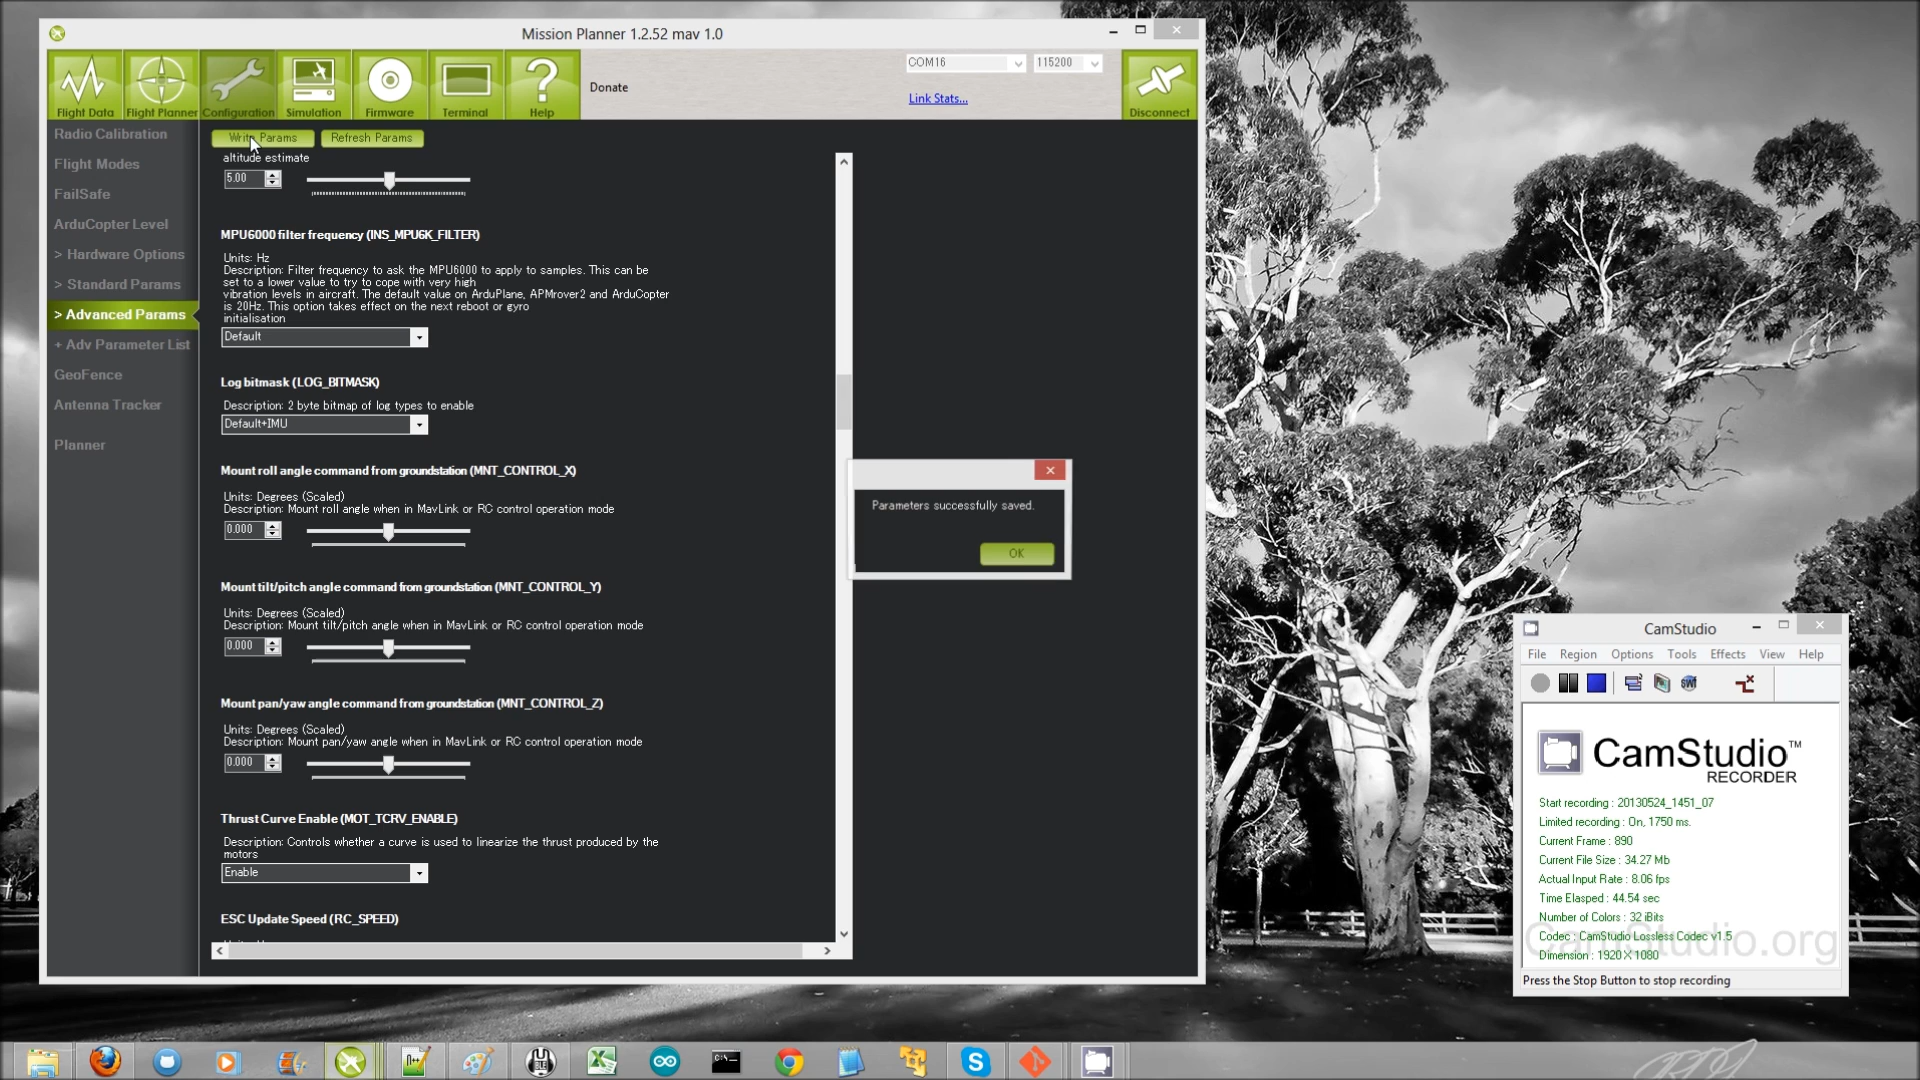 Mission Planner 1.2.52 mav 1.0
Flight Data
Flight Planner
Configuration
Simulation
Firmware
Terminal
Help
Donate
COM16
115200
Link Stats...
Disconnect
Radio Calibration
Flight Modes
FailSafe
ArduCopter Level
> Hardware Options
> Standard Params
> Advanced Params
+ Adv Parameter List
GeoFence
Antenna Tracker
Planner
Write Params
Refresh Params
altitude estimate
5.00
MPU6000 filter frequency (INS_MPU6K_FILTER)
Units: Hz
Description: Filter frequency to ask the MPU6000 to apply to samples. This can be
set to a lower value to try to cope with very high
vibration levels in aircraft. The default value on ArduPlane, APMrover2 and ArduCopter
is 20Hz. This option takes effect on the next reboot or gyro
initialisation
Default
Log bitmask (LOG_BITMASK)
Description: 2 byte bitmap of log types to enable
Default+IMU
Mount roll angle command from groundstation (MNT_CONTROL_X)
Units: Degrees (Scaled)
Description: Mount roll angle when in MavLink or RC control operation mode
0.000
Mount tilt/pitch angle command from groundstation (MNT_CONTROL_Y)
Units: Degrees (Scaled)
Description: Mount tilt/pitch angle when in MavLink or RC control operation mode
0.000
Mount pan/yaw angle command from groundstation (MNT_CONTROL_Z)
Units: Degrees (Scaled)
Description: Mount pan/yaw angle when in MavLink or RC control operation mode
0.000
Thrust Curve Enable (MOT_TCRV_ENABLE)
Description: Controls whether a curve is used to linearize the thrust produced by the
motors
Enable
ESC Update Speed (RC_SPEED)
Parameters successfully saved.
OK
CamStudio
File Region Options Tools Effects View Help
CamStudio™
RECORDER
Start recording : 20130524_1451_07
Limited recording : On, 1750 ms.
Current Frame : 890
Current File Size : 34.27 Mb
Actual Input Rate : 8.06 fps
Time Elasped : 44.54 sec
Number of Colors : 32 iBits
Codec : CamStudio Lossless Codec v1.5
CamStudio.org
Dimension : 1920 X 1080
Press the Stop Button to stop recording